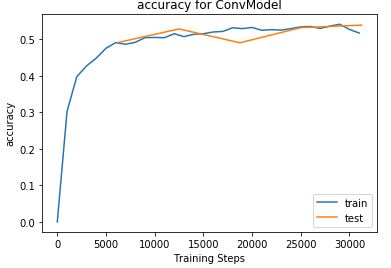 accuracy for ConvModel
accuracy
0.5
0.4
0.3
0.2
0.1
0.0
0 5000 10000 15000 20000 25000 30000
Training Steps
train
test